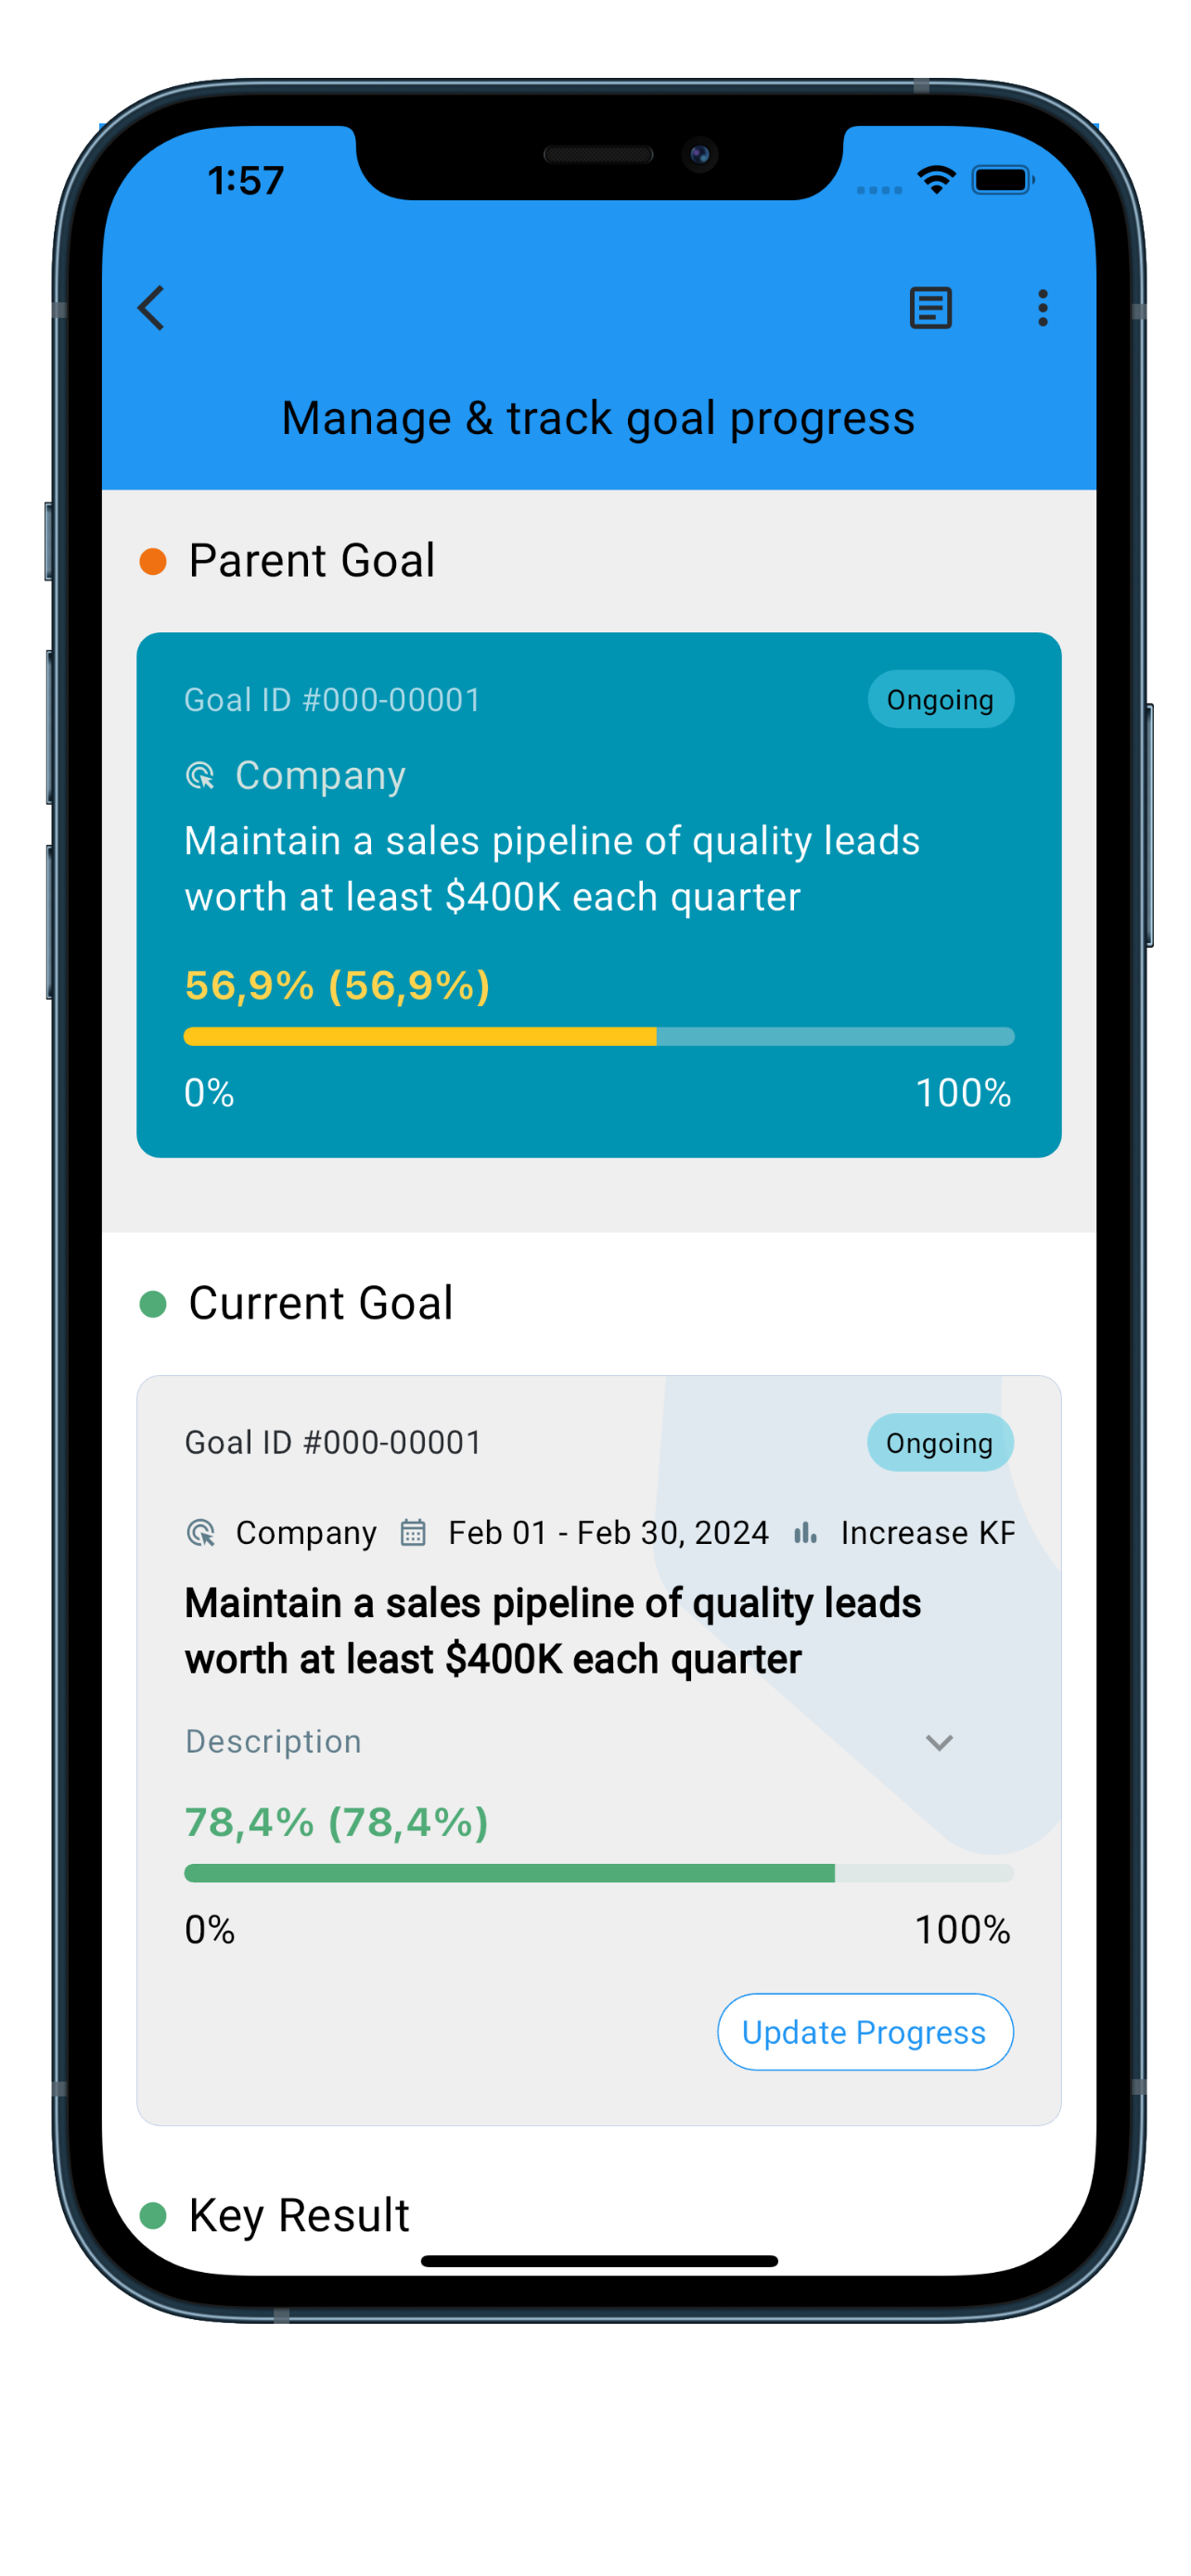 1:57
Manage & track goal progress
Parent Goal
Goal ID #000-00001
Ongoing
Company
Maintain a sales pipeline of quality leads
worth at least $400K each quarter
56,9% (56,9%)
0%
100%
Current Goal
Goal ID #000-00001
Ongoing
Company
Feb 01 - Feb 30, 2024
Increase
Maintain a sales pipeline of quality leads
worth at least $400K each quarter
Description
78,4% (78,4%)
0%
100%
Update Progress
Key Result